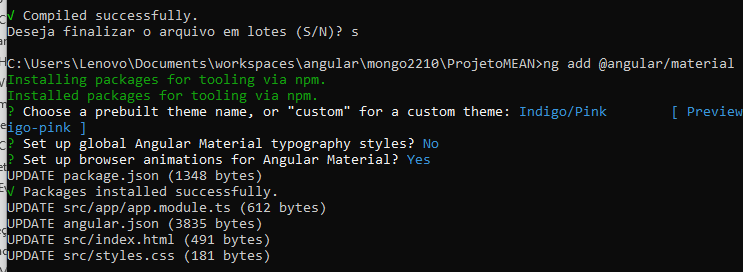 √ Compiled successfully.
Deseja finalizar o arquivo em lotes (S/N)? s
C:\Users\Lenovo\Documents\workspaces\angular\mongo2210\ProjetoMEAN>ng add @angular/material
Installing packages for tooling via npm.
Installed packages for tooling via npm.
? Choose a prebuilt theme name, or "custom" for a custom theme: Indigo/Pink        [ Preview
igo-pink ]
? Set up global Angular Material typography styles? No
? Set up browser animations for Angular Material? Yes
UPDATE package.json (1348 bytes)
√ Packages installed successfully.
UPDATE src/app/app.module.ts (612 bytes)
UPDATE angular.json (3835 bytes)
UPDATE src/index.html (491 bytes)
UPDATE src/styles.css (181 bytes)